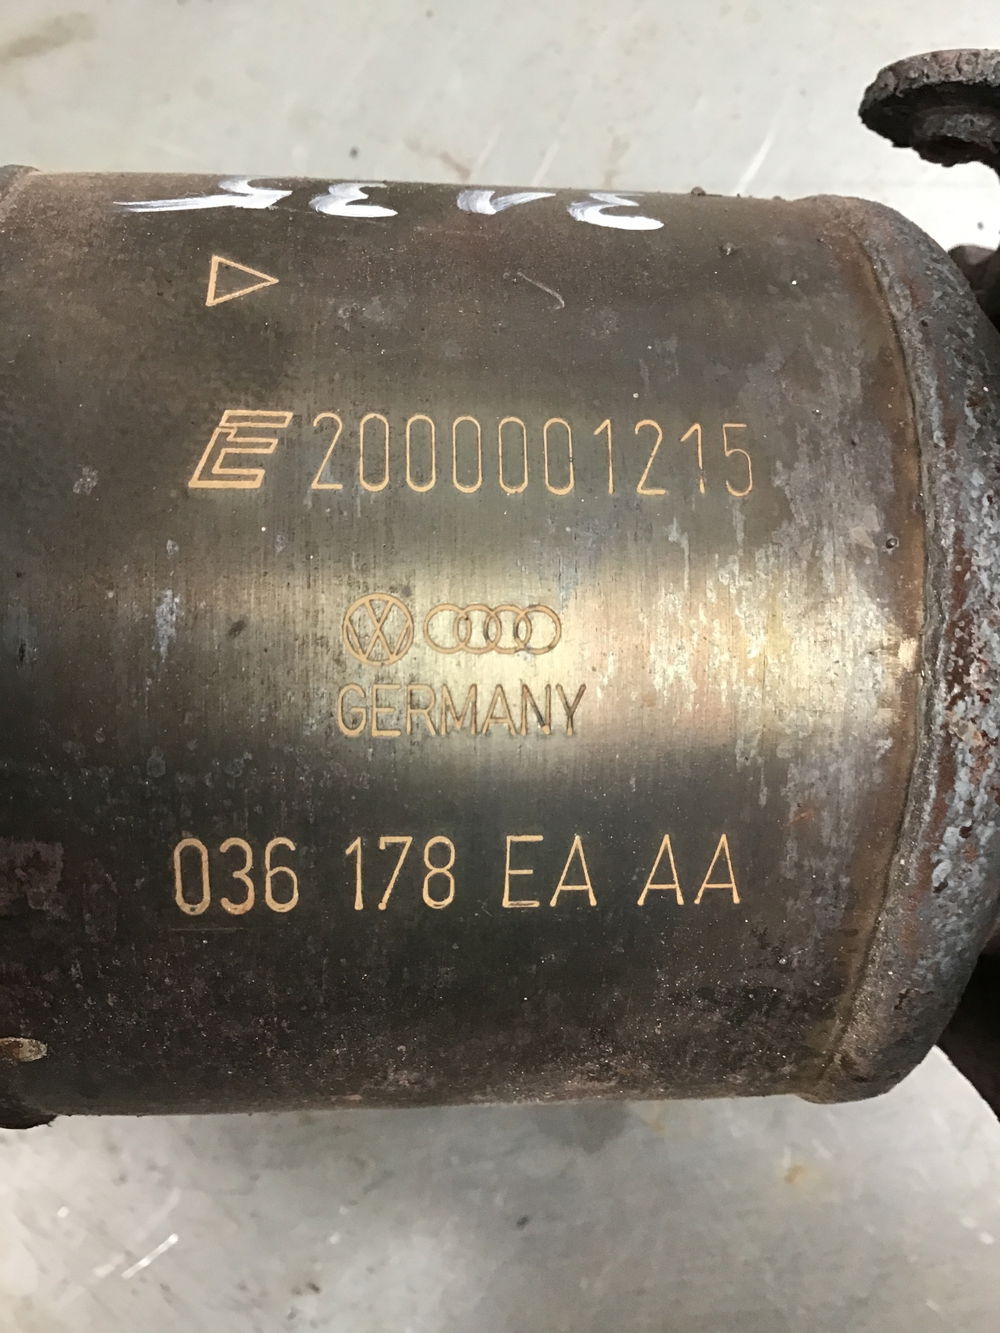 E 2000001215
GERMANY
036 178 EA AA